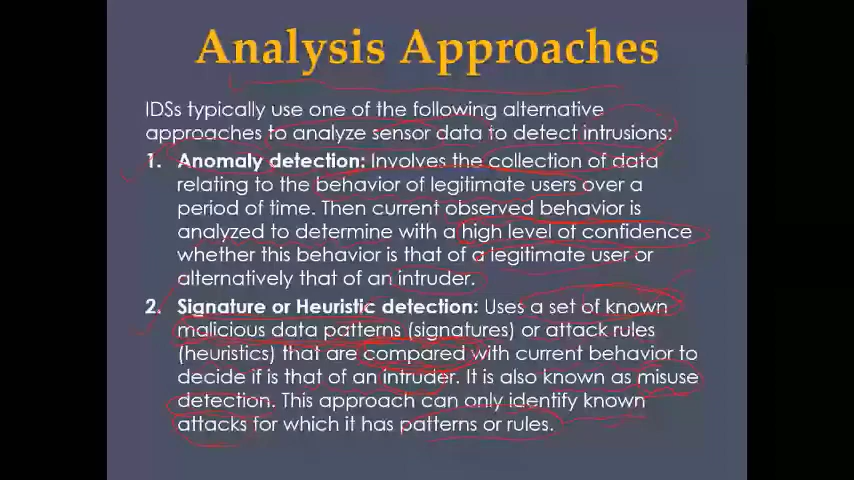 Analysis Approaches
IDSs typically use one of the following alternative
approaches to analyze sensor data to detect intrusions:
1. Anomaly detection: Involves the collection of data
relating to the behavior of legitimate users over a
period of time. Then current observed behavior is
analyzed to determine with a high level of confidence
whether this behavior is that of a legitimate user or
alternatively that of an intruder.
2. Signature or Heuristic detection: Uses a set of known
malicious data patterns (signatures) or attack rules
(heuristics) that are compared with current behavior to
decide if is that of an intruder. It is also known as misuse
detection. This approach can only identify known
attacks for which it has patterns or rules.